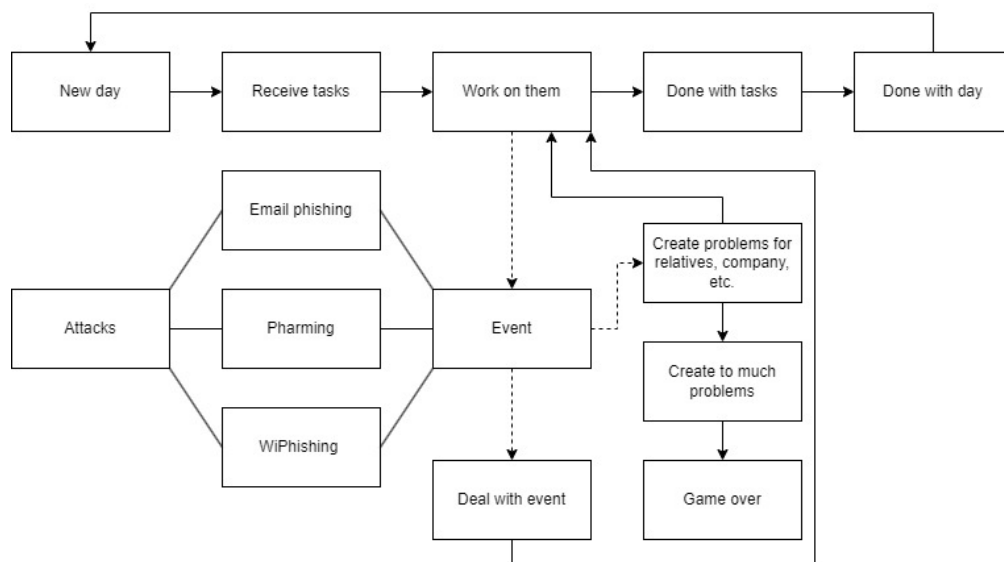 New day
Receive tasks
Work on them
Done with tasks
Done with day
Email phishing
Create problems for
relatives, company,
etc.
Attacks
Pharming
Event
Create to much
problems
WiPhishing
Deal with event
Game over